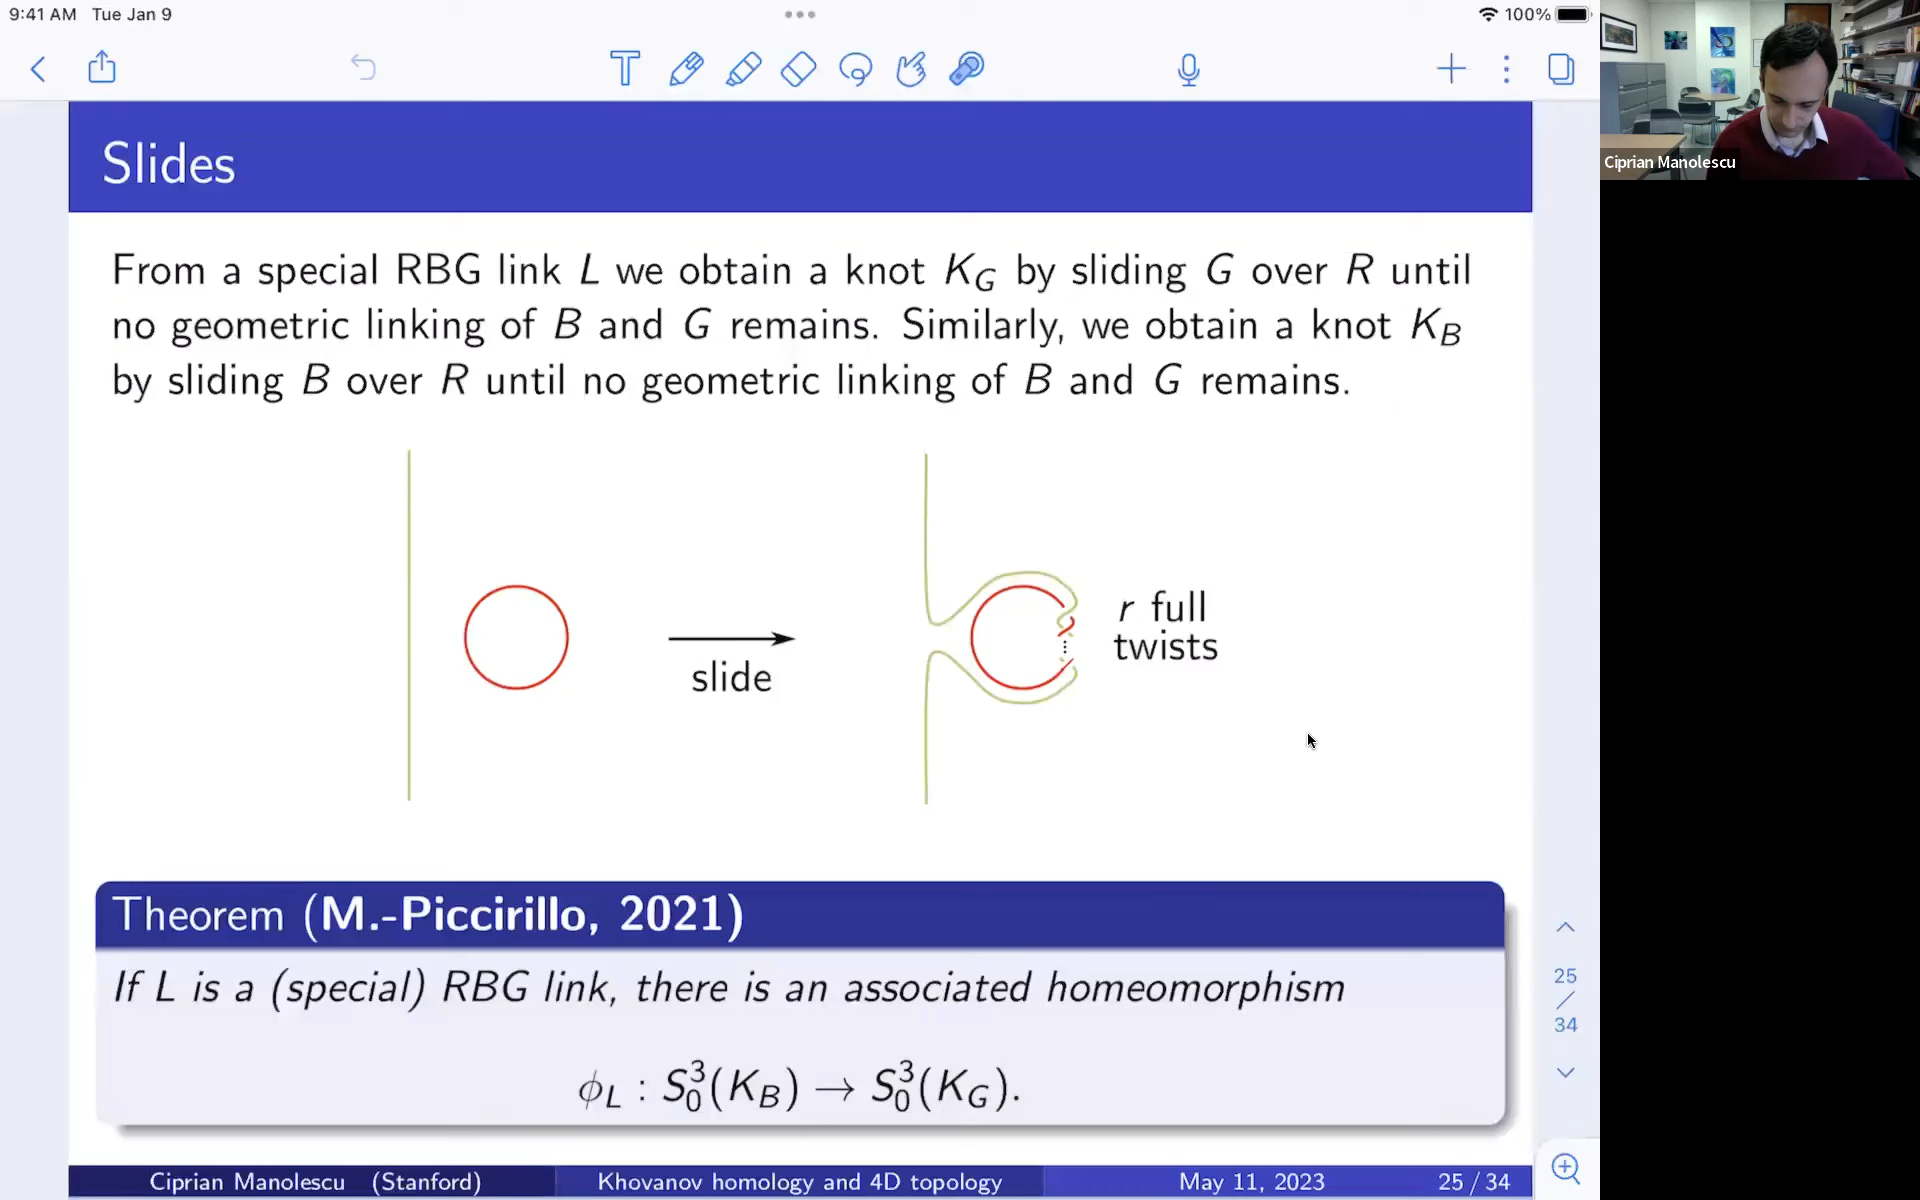 9:41 AM Tue Jan 9
100%
Ciprian Manolescu
Slides
From a special RBG link L we obtain a knot K_G by sliding G over R until
no geometric linking of B and G remains. Similarly, we obtain a knot K_B
by sliding B over R until no geometric linking of B and G remains.
slide
r full
twists
Theorem (M.-Piccirillo, 2021)
If L is a (special) RBG link, there is an associated homeomorphism
ϕ_L : S^3_0(K_B) → S^3_0(K_G).
25
/
34
Ciprian Manolescu (Stanford) Khovanov homology and 4D topology May 11, 2023 25 / 34